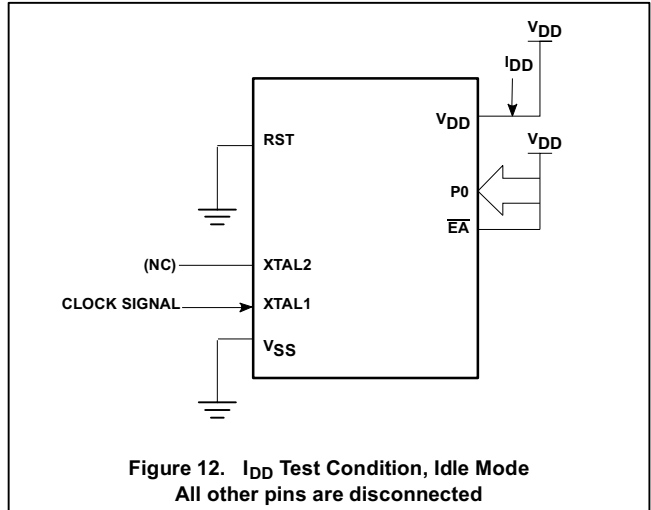 VDD
IDD
VDD
RST
VDD
P0
EA
(NC)
XTAL2
CLOCK SIGNAL
XTAL1
VSS
Figure 12. IDD Test Condition, Idle Mode
All other pins are disconnected